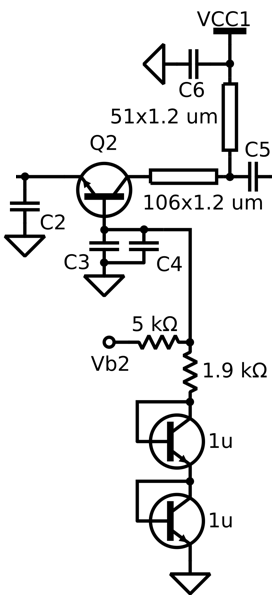 VCC1
C6
51x1.2 um
Q2
C5
106x1.2 um
C2
C3
C4
5 kΩ
Vb2
1.9 kΩ
1u
1u